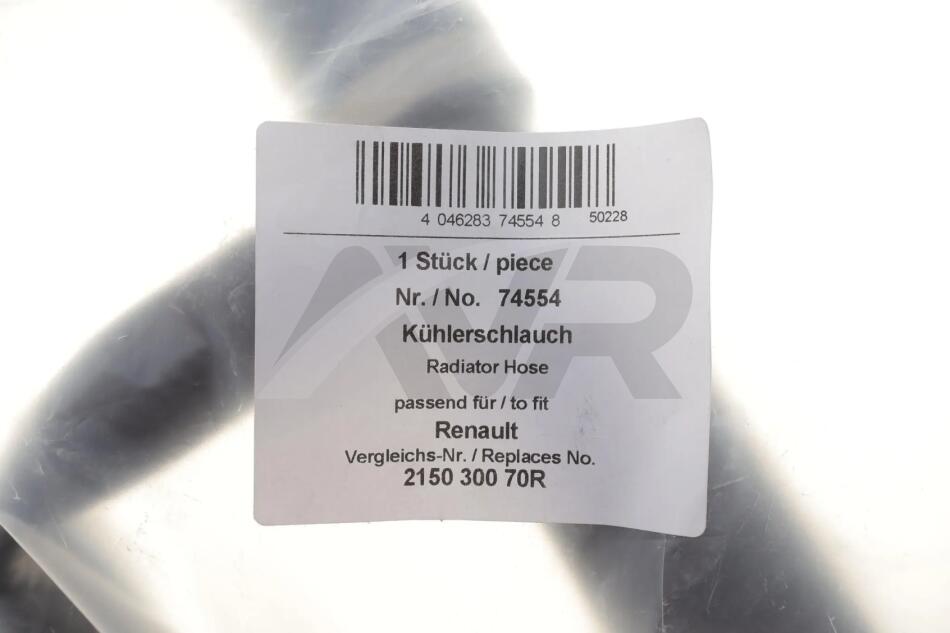 4 046283 74554 8 50228
1 Stück / piece
Nr. / No. 74554
Kühlerschlauch
Radiator Hose
passend für / to fit
Renault
Vergleichs-Nr. / Replaces No.
2150 300 70R
AVR